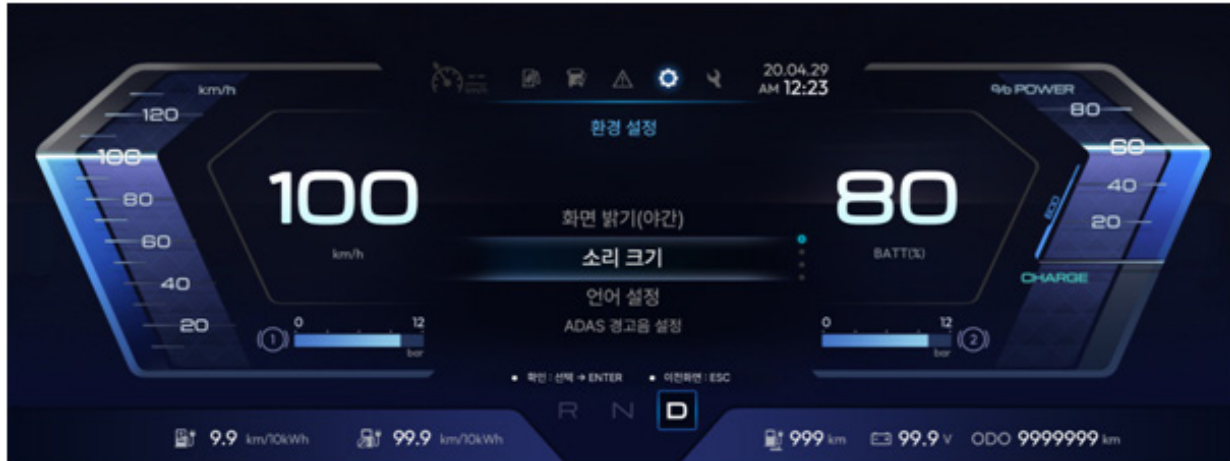 km/h
120
100
80
60
40
20
100
km/h
0 12
1
bar
20.04.29
AM 12:23
환경 설정
화면 밝기(야간)
소리 크기
언어 설정
ADAS 경고음 설정
• 확인 : 선택 → ENTER • 이전화면 : ESC
R N D
% POWER
80
60
40
20
ECO
CHARGE
80
BATT(%)
0 12
2
bar
9.9 km/10kWh 99.9 km/10kWh
999 km 99.9 V ODO 9999999 km